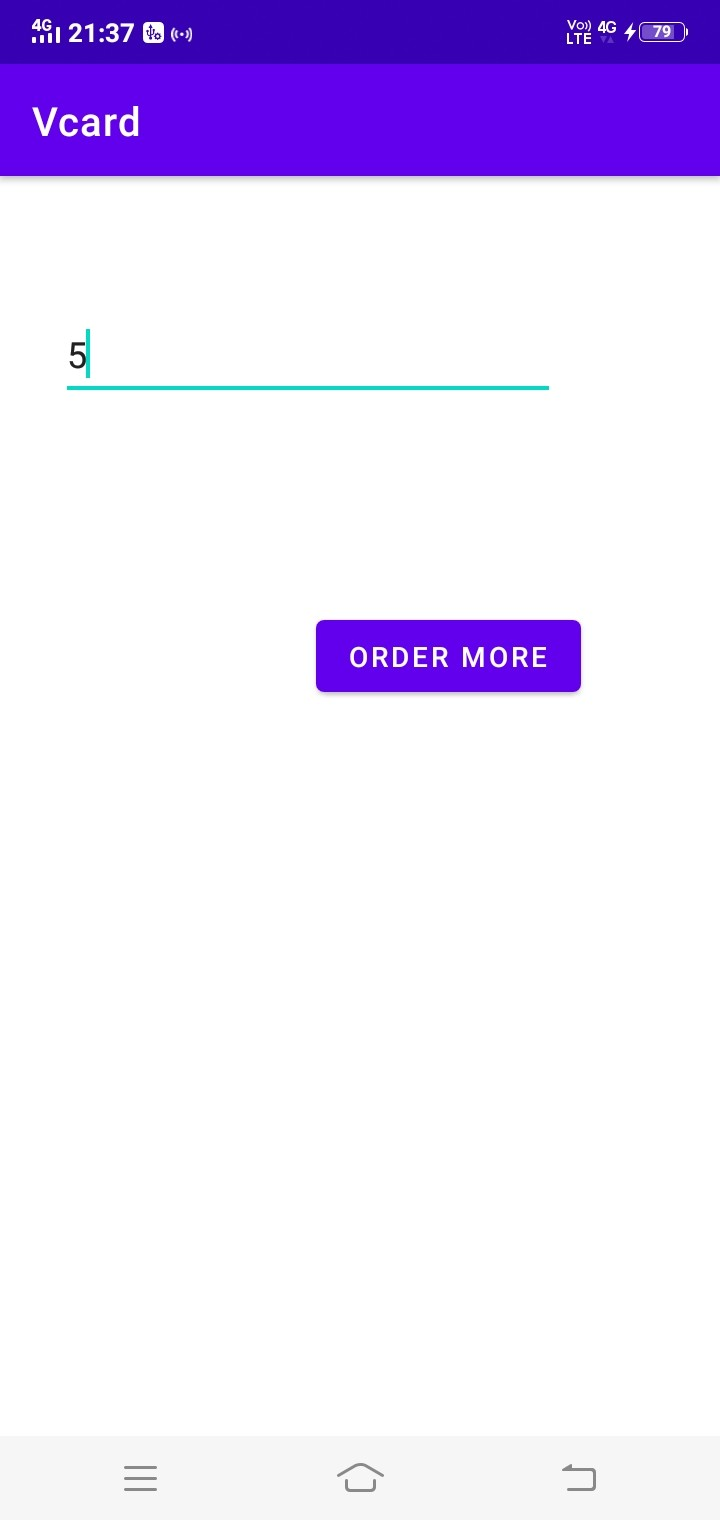 4G 21:37 Vo)) LTE 4G 79
Vcard
5
ORDER MORE